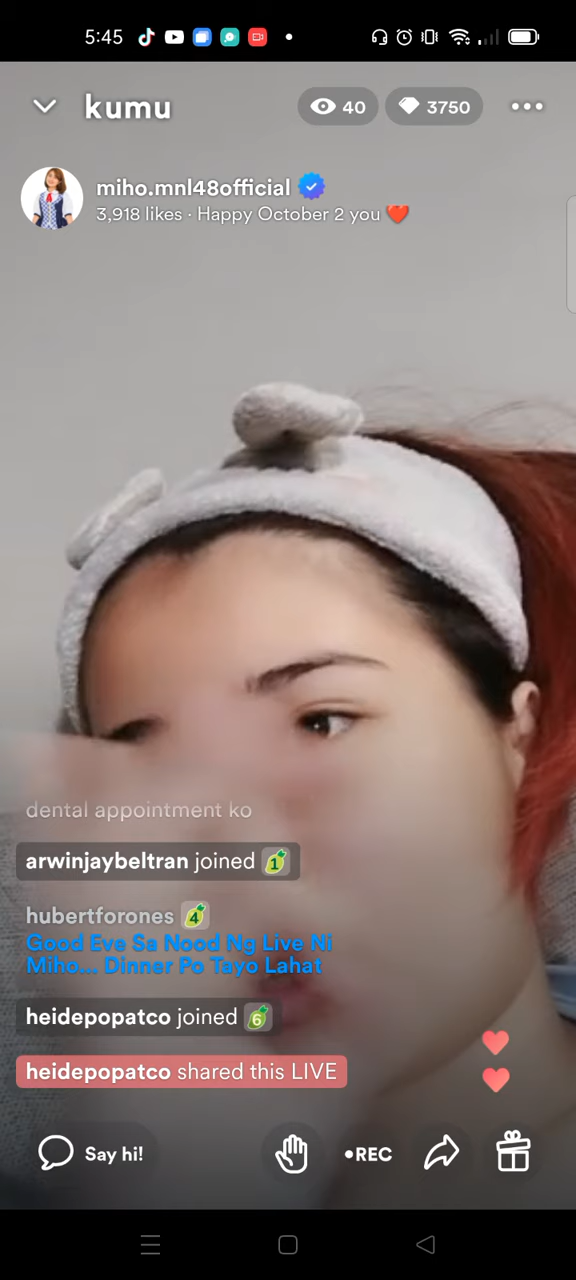 5:45
kumu
40
3750
miho.mnl48official
3,918 likes · Happy October 2 you ❤️
dental appointment ko
arwinjaybeltran joined 1
hubertforones 4
Good Eve Sa Nood Ng Live Ni
Miho... Dinner Po Tayo Lahat
heidepopatco joined 6
heidepopatco shared this LIVE
Say hi!
•REC